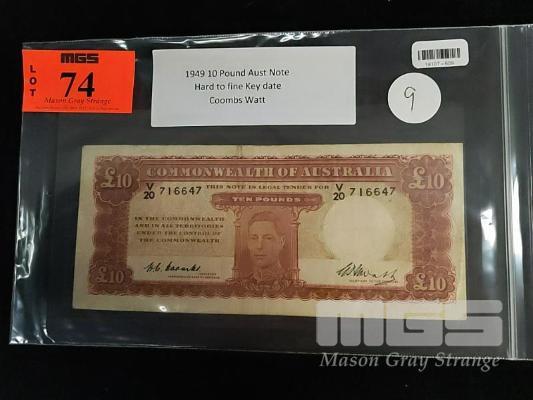 MGS
LOT
74
Mason Gray Strange
1949 10 Pound Aust Note
Hard to fine Key date
Coombs Watt
9
COMMONWEALTH OF AUSTRALIA
£10
V/20 716647
THIS NOTE IS LEGAL TENDER FOR
V/20 716647
£10
TEN POUNDS
IN THE COMMONWEALTH
AND IN ALL TERRITORIES
UNDER THE CONTROL OF
THE COMMONWEALTH
£10
£10
MGS
Mason Gray Strange